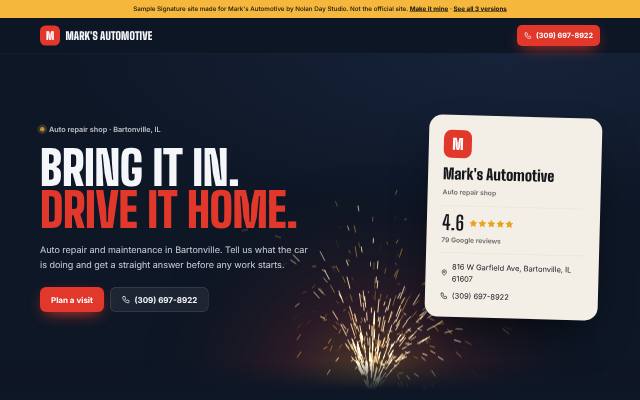 Sample Signature site made for Mark's Automotive by Nolan Day Studio. Not the official site. Make it mine · See all 3 versions
M MARK'S AUTOMOTIVE
(309) 697-8922
Auto repair shop · Bartonville, IL
BRING IT IN.
DRIVE IT HOME.
Auto repair and maintenance in Bartonville. Tell us what the car
is doing and get a straight answer before any work starts.
Plan a visit
(309) 697-8922
M
Mark's Automotive
Auto repair shop
4.6 ★★★★★
79 Google reviews
816 W Garfield Ave, Bartonville, IL
61607
(309) 697-8922